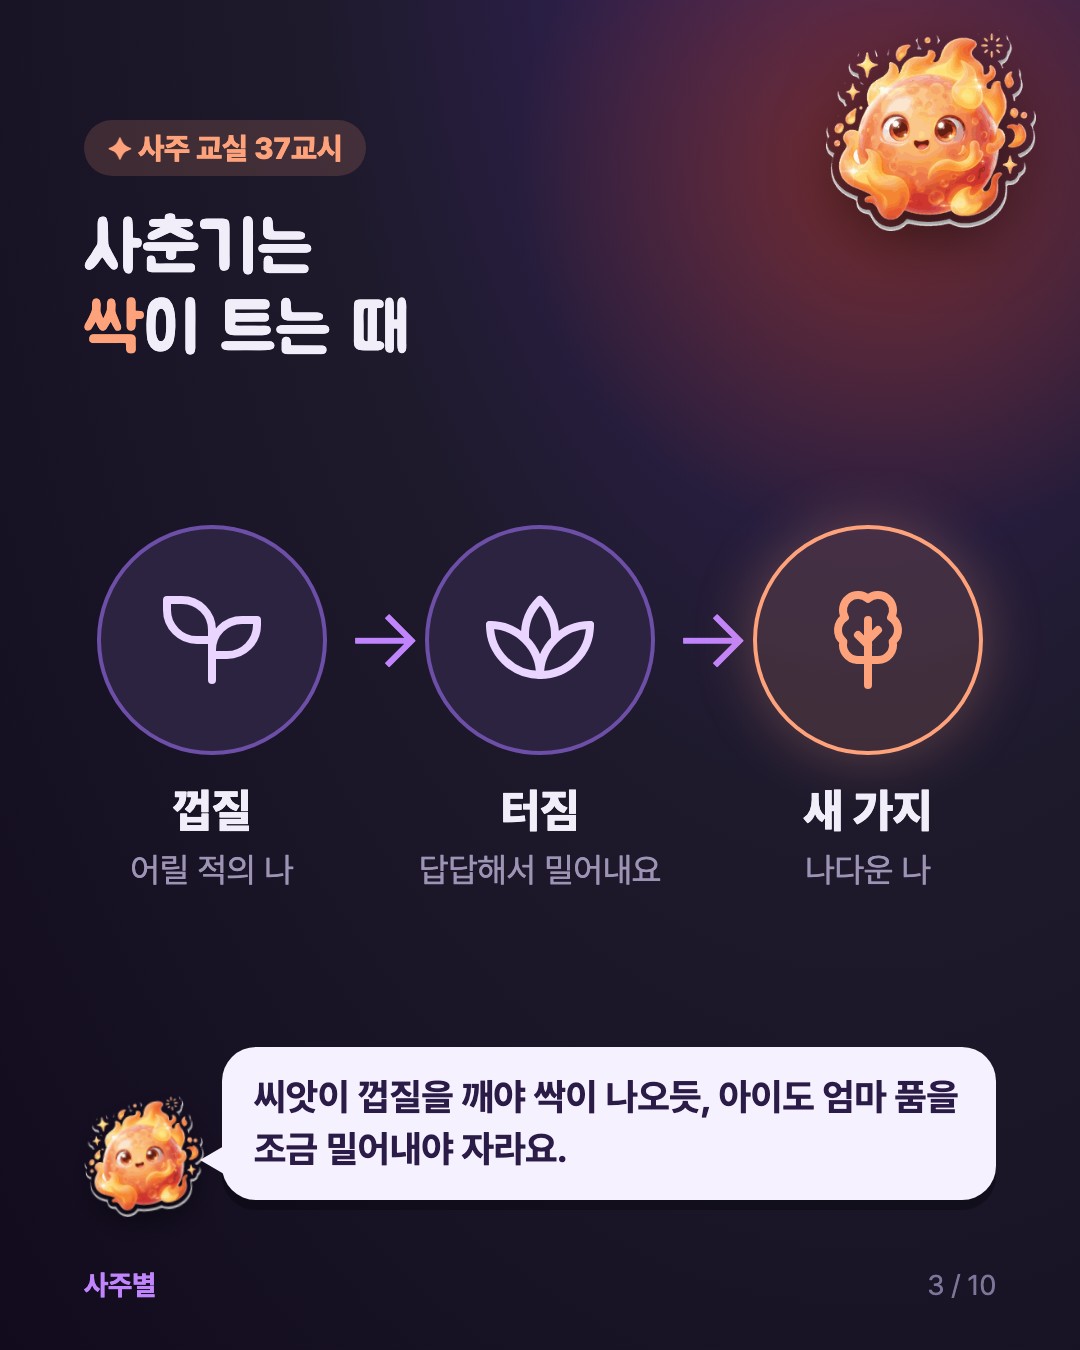 사주 교실 37교시
사춘기는
싹이 트는 때
껍질
어릴 적의 나
터짐
답답해서 밀어내요
새 가지
나다운 나
씨앗이 껍질을 깨야 싹이 나오듯, 아이도 엄마 품을
조금 밀어내야 자라요.
사주별
3 / 10